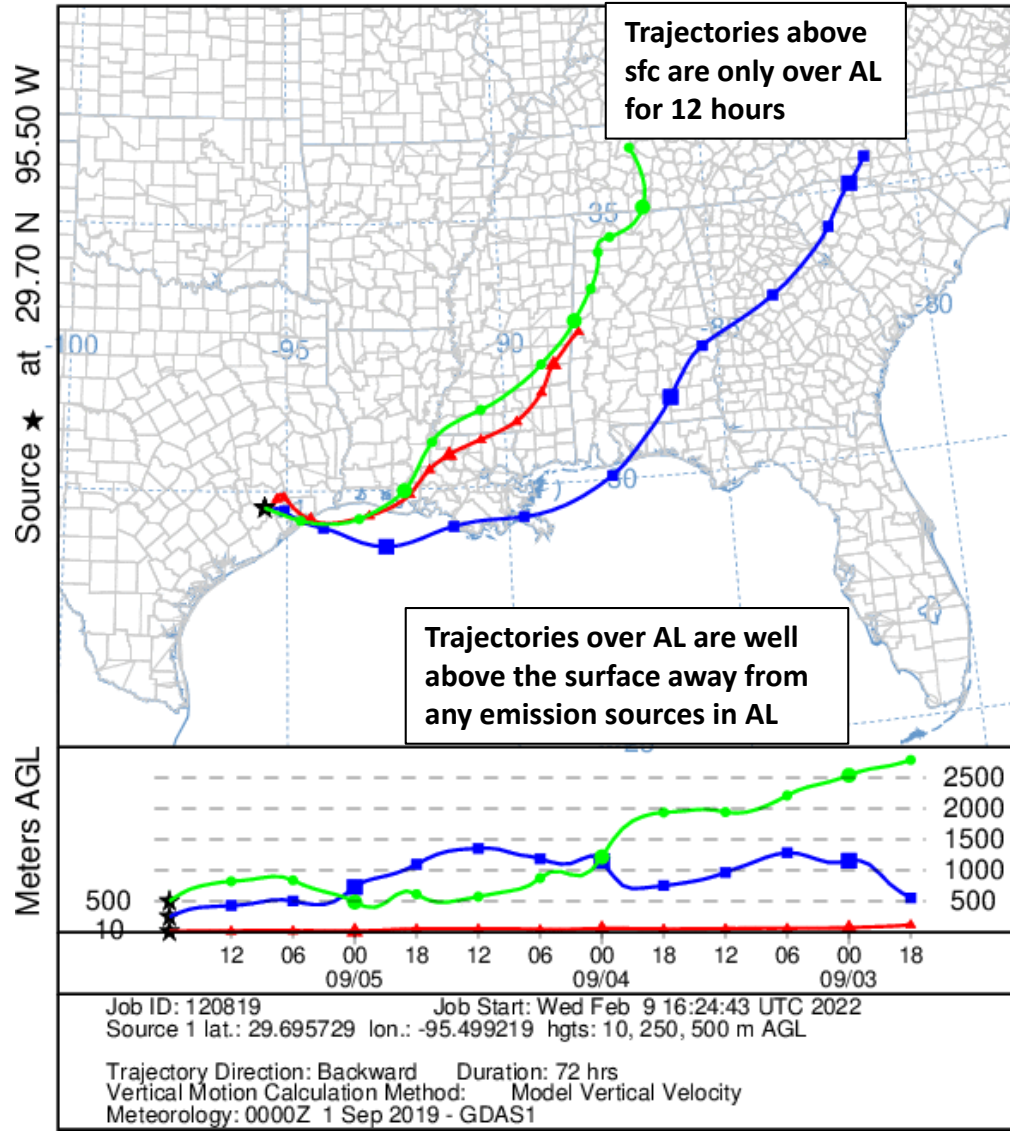 Source ★ at 29.70 N 95.50 W
Trajectories above
sfc are only over AL
for 12 hours
35
-100
-95
90
-80
30
Trajectories over AL are well
above the surface away from
any emission sources in AL
Meters AGL
2500
2000
1500
1000
500
500
10
12 06 00 18 12 06 00 18 12 06 00 18
09/05 09/04 09/03
Job ID: 120819 Job Start: Wed Feb 9 16:24:43 UTC 2022
Source 1 lat.: 29.695729 lon.: -95.499219 hgts: 10, 250, 500 m AGL
Trajectory Direction: Backward Duration: 72 hrs
Vertical Motion Calculation Method: Model Vertical Velocity
Meteorology: 0000Z 1 Sep 2019 - GDAS1